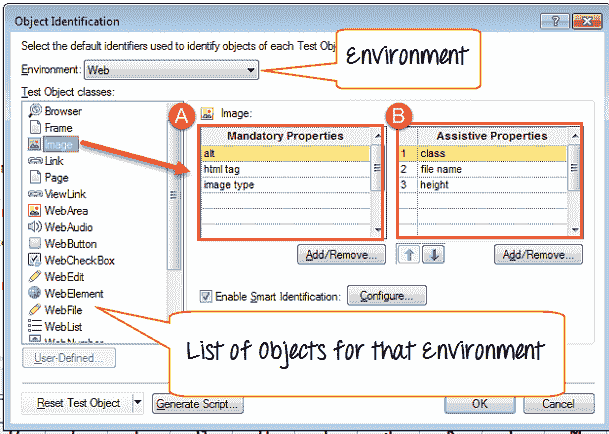 Object Identification
Select the default identifiers used to identify objects of each Test
Environment
Environment: Web
Test Object classes:
Browser
Frame
Image
Link
Page
ViewLink
WebArea
WebAudio
WebButton
WebCheckBox
WebEdit
WebElement
WebFile
WebList
WebNumber
User-Defined...
A
Image:
B
Mandatory Properties
alt
html tag
image type
Assistive Properties
1 class
2 file name
3 height
Add/Remove...
Add/Remove...
Enable Smart Identification:
Configure...
List of Objects for that Environment
Reset Test Object
Generate Script...
OK
Cancel